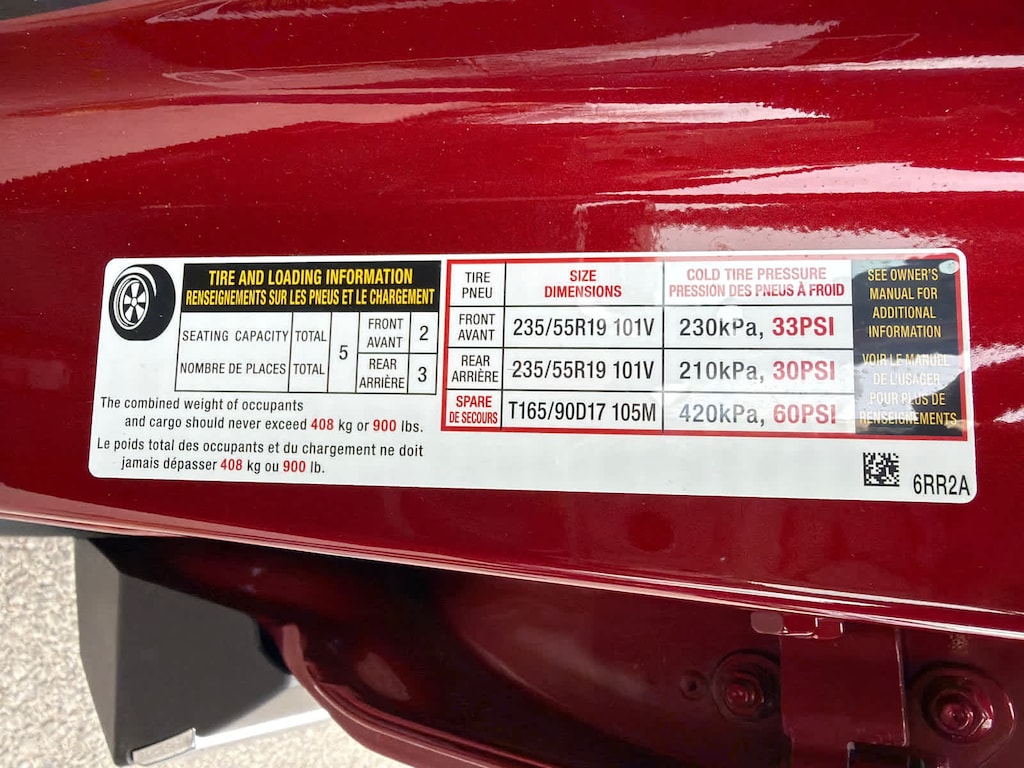 TIRE AND LOADING INFORMATION
RENSEIGNEMENTS SUR LES PNEUS ET LE CHARGEMENT
SEATING CAPACITY TOTAL 5 FRONT AVANT 2
NOMBRE DE PLACES TOTAL REAR ARRIÈRE 3
The combined weight of occupants
and cargo should never exceed 408 kg or 900 lbs.
Le poids total des occupants et du chargement ne doit
jamais dépasser 408 kg ou 900 lb.
TIRE PNEU SIZE DIMENSIONS COLD TIRE PRESSURE PRESSION DES PNEUS À FROID
FRONT AVANT 235/55R19 101V 230kPa, 33PSI
REAR ARRIÈRE 235/55R19 101V 210kPa, 30PSI
SPARE DE SECOURS T165/90D17 105M 420kPa, 60PSI
SEE OWNER'S
MANUAL FOR
ADDITIONAL
INFORMATION
VOIR LE MANUEL
DE L'USAGER
POUR PLUS DE
RENSEIGNEMENTS
6RR2A